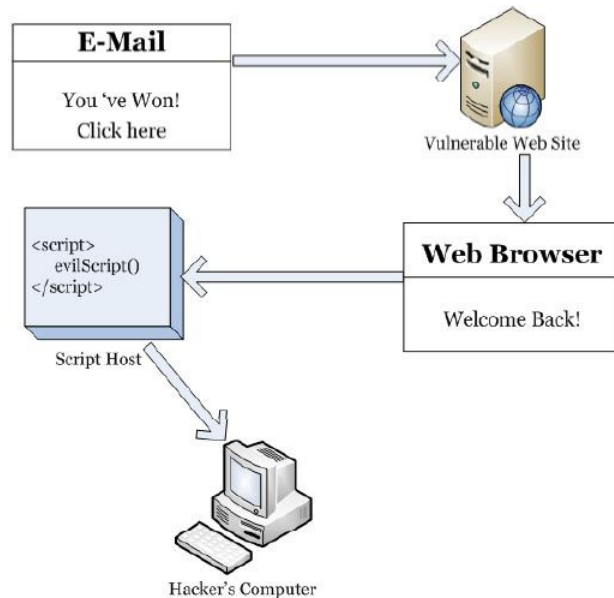 E-Mail
You ‘ve Won!
Click here
Vulnerable Web Site
Web Browser
Welcome Back!
<script>
evilScript()
</script>
Script Host
Hacker's Computer